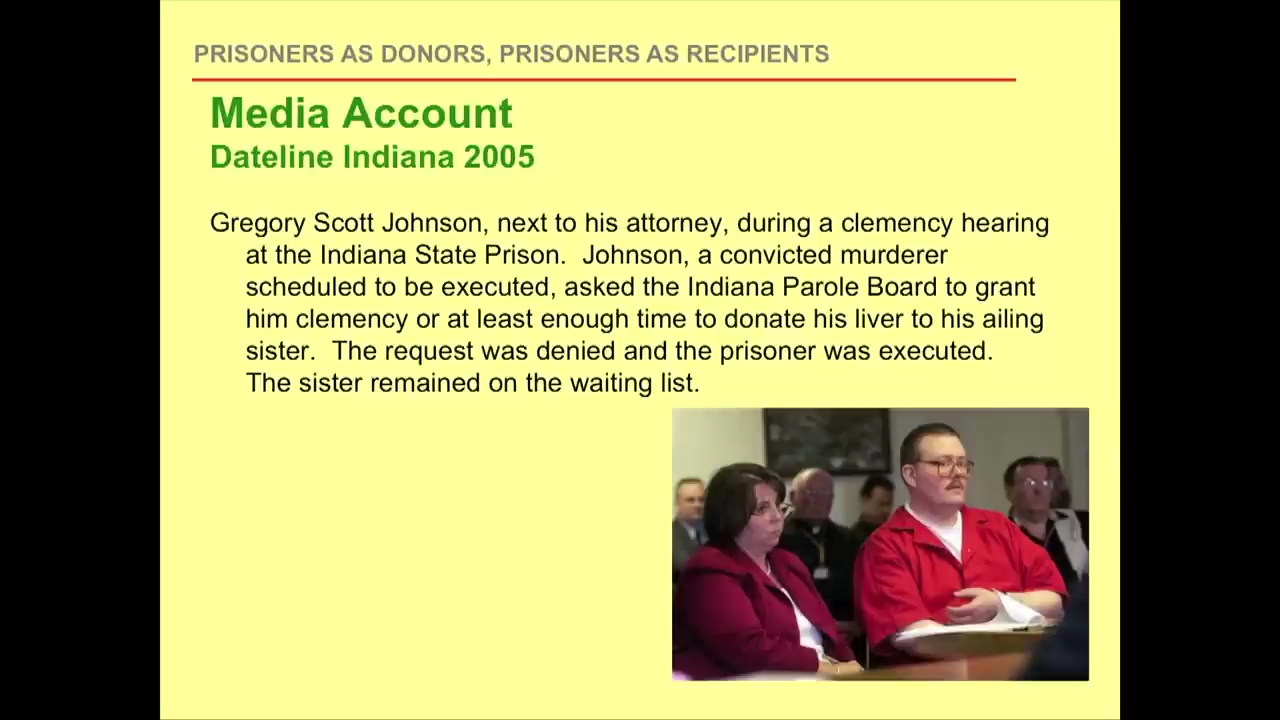 PRISONERS AS DONORS, PRISONERS AS RECIPIENTS
Media Account
Dateline Indiana 2005
Gregory Scott Johnson, next to his attorney, during a clemency hearing
at the Indiana State Prison.  Johnson, a convicted murderer
scheduled to be executed, asked the Indiana Parole Board to grant
him clemency or at least enough time to donate his liver to his ailing
sister.  The request was denied and the prisoner was executed.
The sister remained on the waiting list.